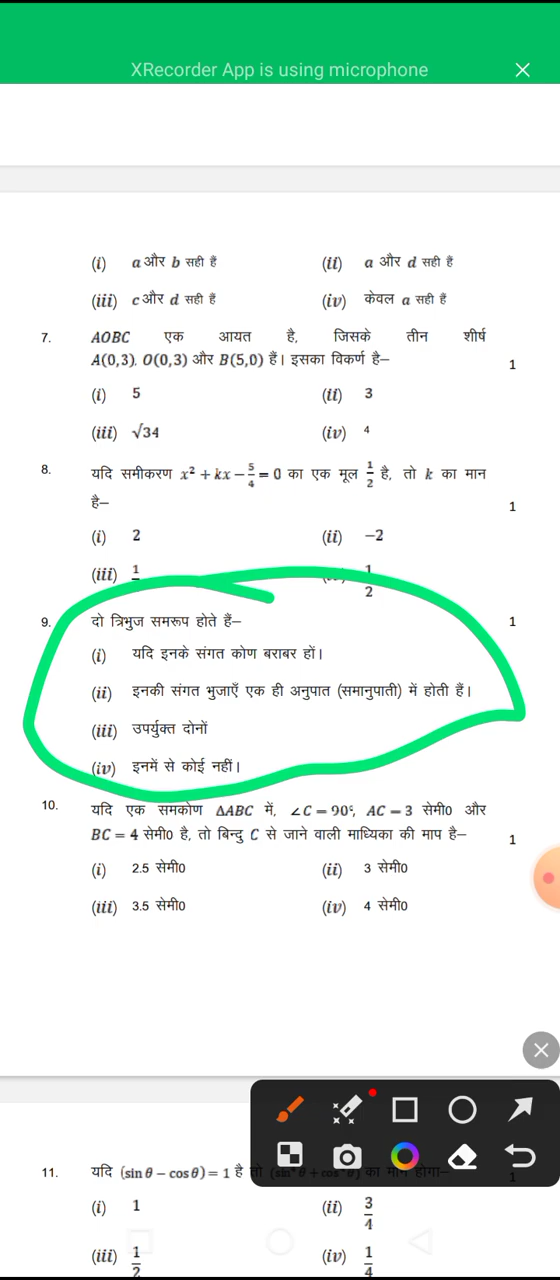 XRecorder App is using microphone
(i) a और b सही हैं (ii) a और d सही हैं
(iii) c और d सही हैं (iv) केवल a सही हैं
7. AOBC एक आयत है, जिसके तीन शीर्ष
A(0,3). O(0,3) और B(5,0) हैं। इसका विकर्ण है– 1
(i) 5 (ii) 3
(iii) √34 (iv) 4
8. यदि समीकरण x² + kx − 5/4 = 0 का एक मूल 1/2 है, तो k का मान
है– 1
(i) 2 (ii) −2
(iii) 1 1/2
9. दो त्रिभुज समरूप होते हैं– 1
(i) यदि इनके संगत कोण बराबर हों।
(ii) इनकी संगत भुजाएँ एक ही अनुपात (समानुपाती) में होती हैं।
(iii) उपर्युक्त दोनों
(iv) इनमें से कोई नहीं।
10. यदि एक समकोण ΔABC में, ∠C = 90°, AC = 3 सेमी0 और
BC = 4 सेमी0 है, तो बिन्दु C से जाने वाली माध्यिका की माप है– 1
(i) 2.5 सेमी0 (ii) 3 सेमी0
(iii) 3.5 सेमी0 (iv) 4 सेमी0
11. यदि (sin θ − cos θ) = 1 है तो का मान होगा– 1
(i) 1 (ii) 3/4
(iii) 1/2 (iv) 1/4